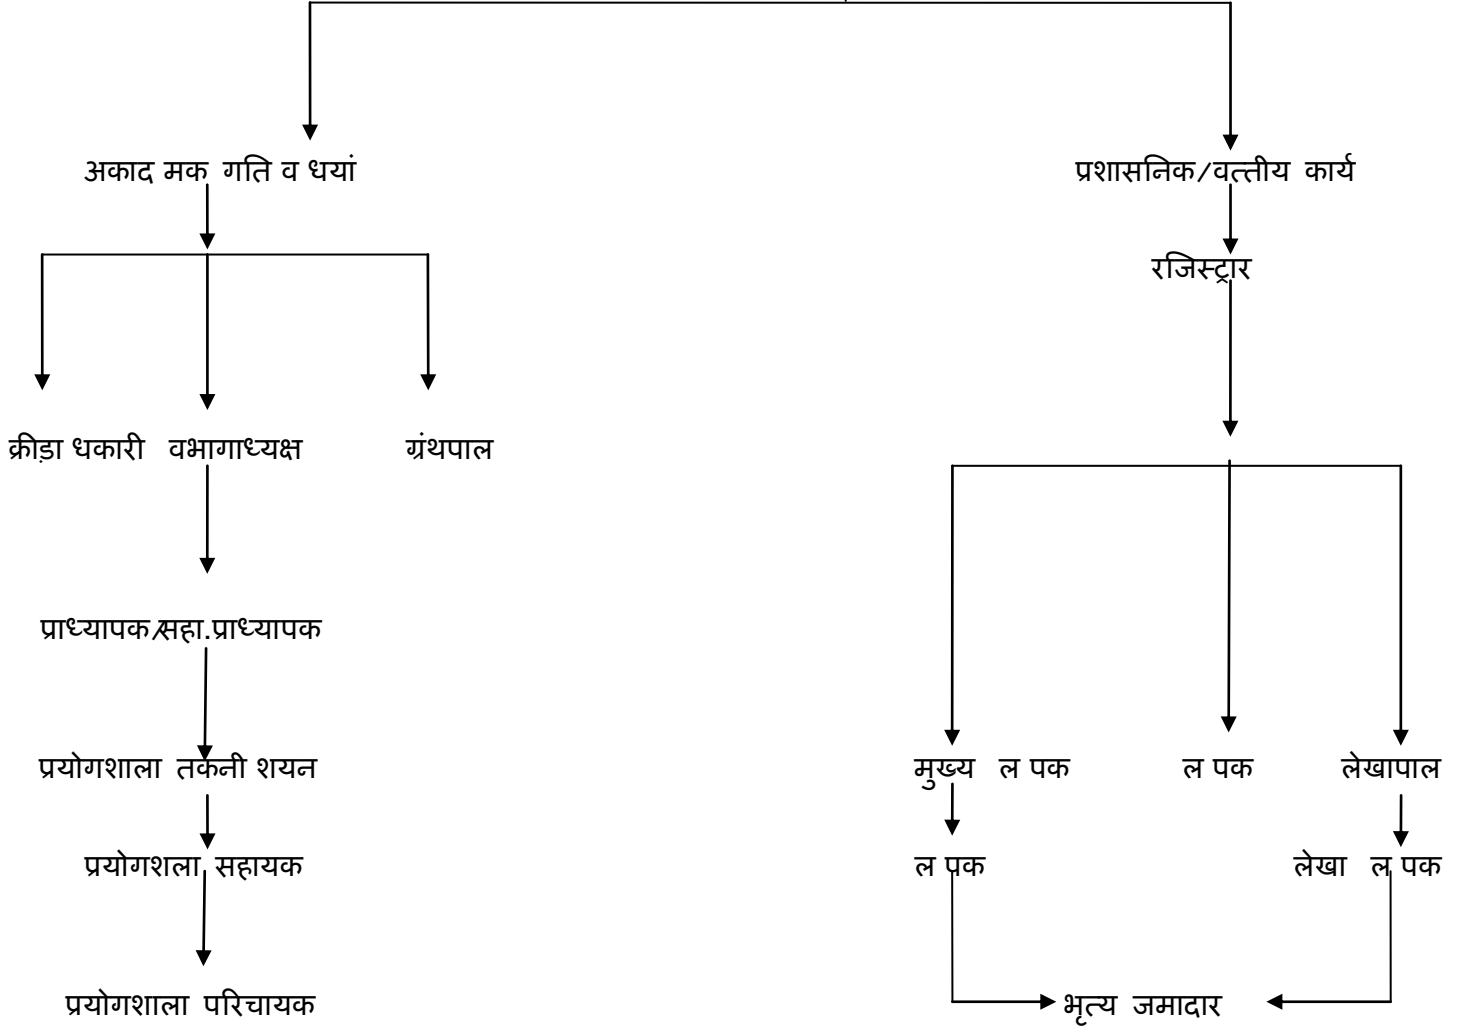 अकाद मक गति व धयां
प्रशासनिक/वत्तीय कार्य
रजिस्ट्रार
क्रीड़ा धकारी वभागाध्यक्ष ग्रंथपाल
प्राध्यापक/सहा.प्राध्यापक
प्रयोगशाला तकनी शयन
मुख्य ल पक ल पक लेखापाल
प्रयोगशला सहायक
ल पक लेखा ल पक
प्रयोगशाला परिचायक
भृत्य जमादार